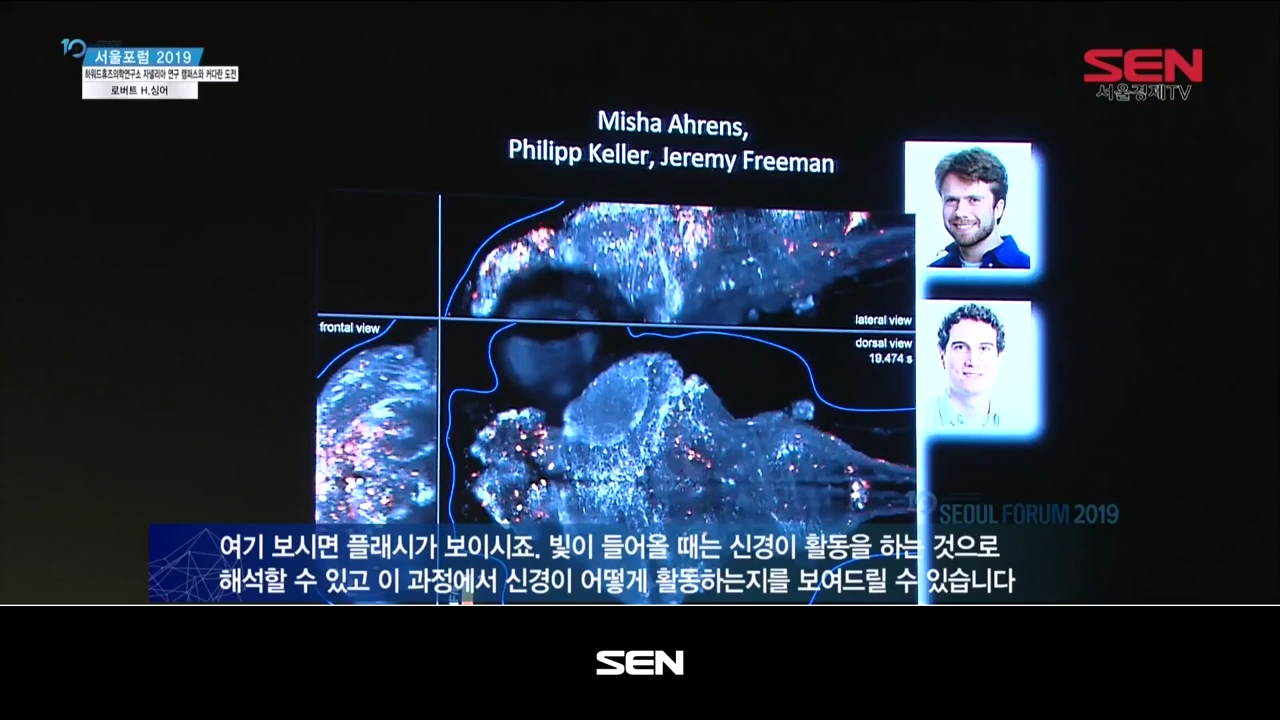 10
서울포럼 2019
하워드휴즈의학연구소 자넬리아 연구 캠퍼스와 커다란 도전
로버트 H.싱어
SEN
서울경제TV
Misha Ahrens,
Philipp Keller, Jeremy Freeman
lateral view
frontal view
dorsal view
19.474 s
SEOUL FORUM 2019
여기 보시면 플래시가 보이시죠. 빛이 들어올 때는 신경이 활동을 하는 것으로
해석할 수 있고 이 과정에서 신경이 어떻게 활동하는지를 보여드릴 수 있습니다
SEN